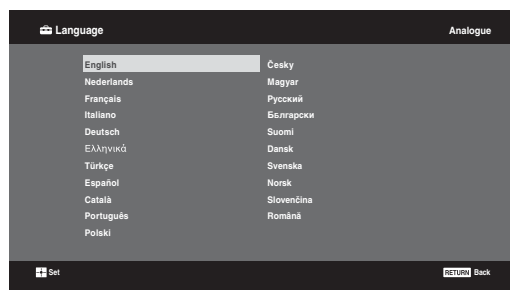 Language
Analogue
English
Nederlands
Français
Italiano
Deutsch
Ελληνικά
Türkçe
Español
Català
Português
Polski
Česky
Magyar
Русский
Български
Suomi
Dansk
Svenska
Norsk
Slovenčina
Română
Set
RETURN Back